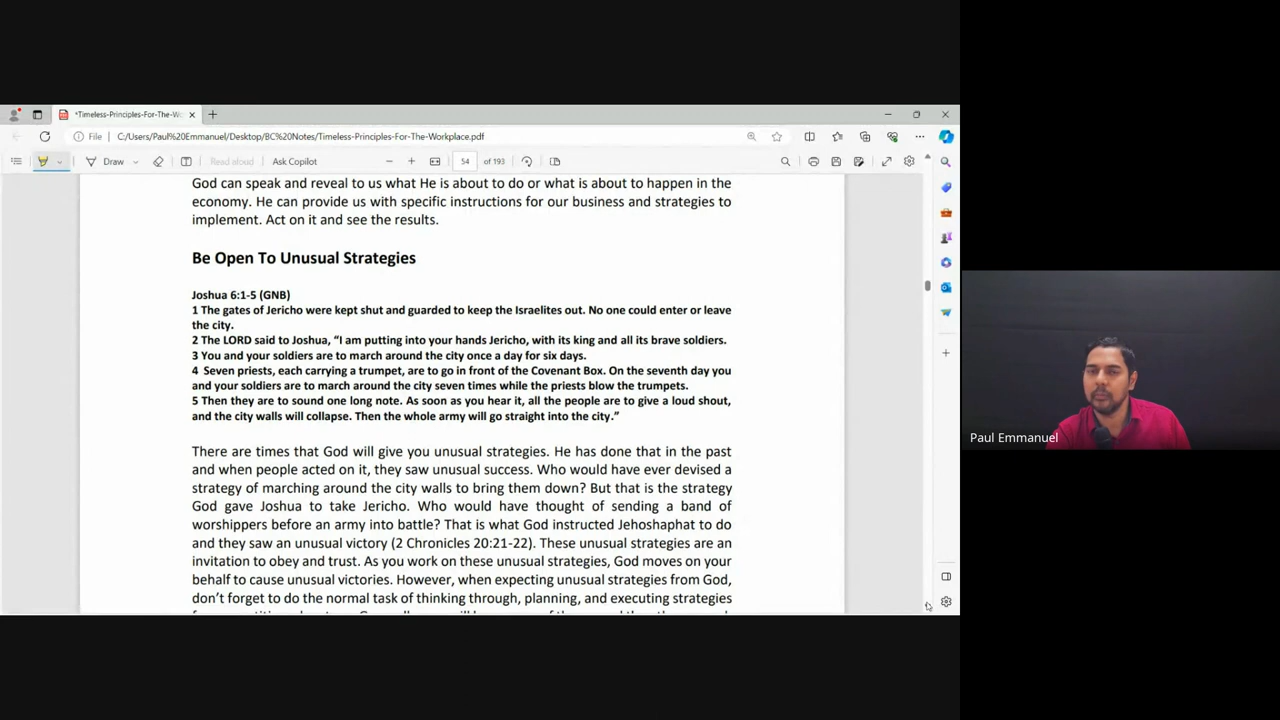 *Timeless-Principles-For-The-Wo
File
C:/Users/Paul%20Emmanuel/Desktop/BC%20Notes/Timeless-Principles-For-The-Workplace.pdf
Draw
Read aloud
Ask Copilot
54 of 193
God can speak and reveal to us what He is about to do or what is about to happen in the
economy. He can provide us with specific instructions for our business and strategies to
implement. Act on it and see the results.
Be Open To Unusual Strategies
Joshua 6:1-5 (GNB)
1 The gates of Jericho were kept shut and guarded to keep the Israelites out. No one could enter or leave
the city.
2 The LORD said to Joshua, “I am putting into your hands Jericho, with its king and all its brave soldiers.
3 You and your soldiers are to march around the city once a day for six days.
4 Seven priests, each carrying a trumpet, are to go in front of the Covenant Box. On the seventh day you
and your soldiers are to march around the city seven times while the priests blow the trumpets.
5 Then they are to sound one long note. As soon as you hear it, all the people are to give a loud shout,
and the city walls will collapse. Then the whole army will go straight into the city.”
There are times that God will give you unusual strategies. He has done that in the past
and when people acted on it, they saw unusual success. Who would have ever devised a
strategy of marching around the city walls to bring them down? But that is the strategy
God gave Joshua to take Jericho. Who would have thought of sending a band of
worshippers before an army into battle? That is what God instructed Jehoshaphat to do
and they saw an unusual victory (2 Chronicles 20:21-22). These unusual strategies are an
invitation to obey and trust. As you work on these unusual strategies, God moves on your
behalf to cause unusual victories. However, when expecting unusual strategies from God,
don’t forget to do the normal task of thinking through, planning, and executing strategies
Paul Emmanuel